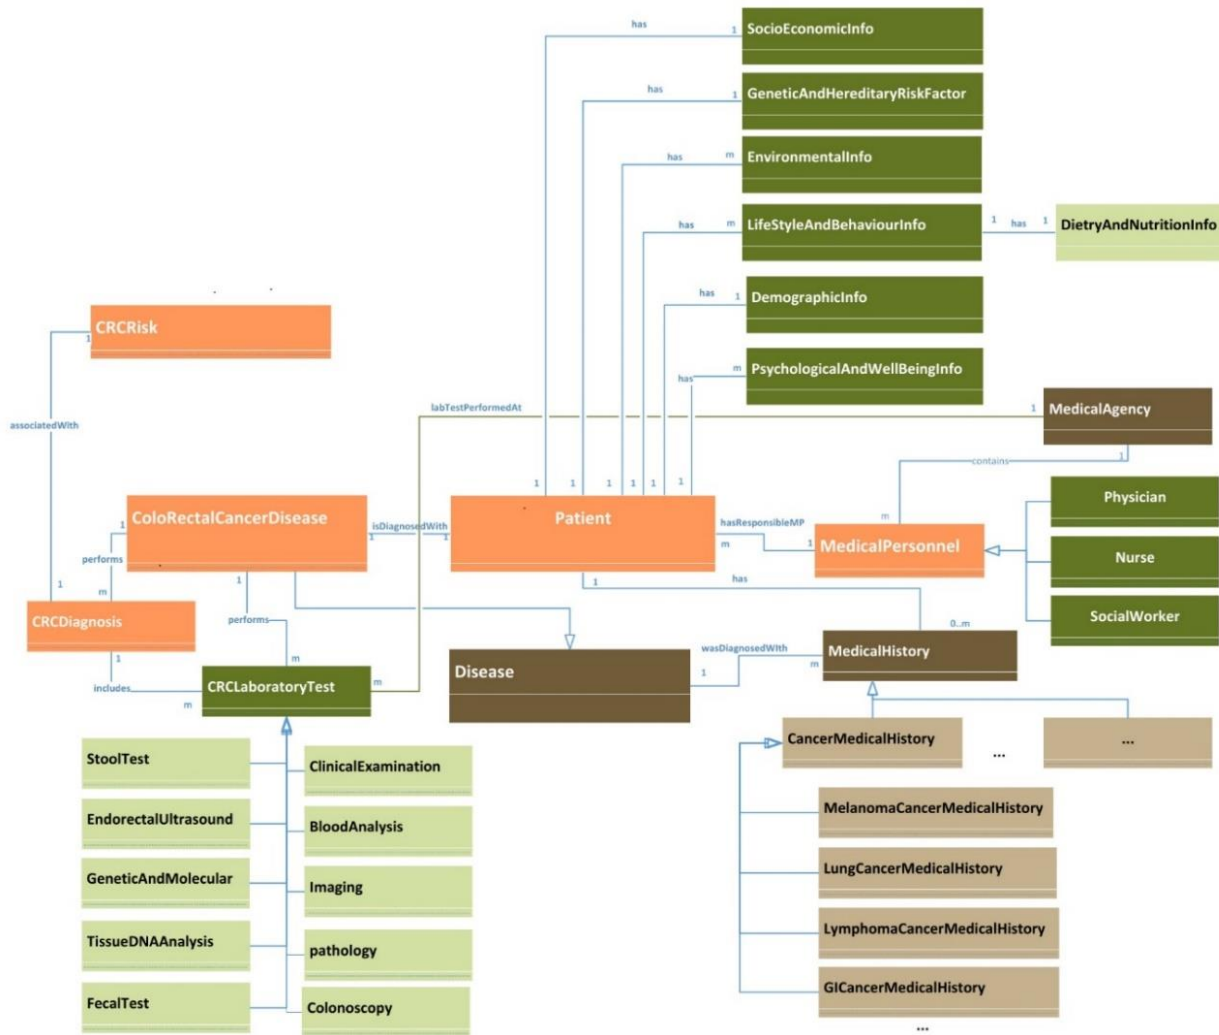 has
1
1
SocioEconomicInfo
has
1
GeneticAndHereditaryRiskFactor
has
m
EnvironmentalInfo
has
m
LifeStyleAndBehaviourInfo
1 has 1
DietryAndNutritionInfo
has
1
DemographicInfo
has
m
PsychologicalAndWellBeingInfo
CRCRisk
1
associatedWith
labTestPerformedAt
1
MedicalAgency
1
contains
m
1 1 1 1 1 1
ColoRectalCancerDisease
1
isDiagnosedWith
1
Patient
hasResponsibleMP
m
1
MedicalPersonnel
Physician
Nurse
SocialWorker
1
performs
m
1
CRCDiagnosis
1
includes
m
1
performs
m
CRCLaboratoryTest
m
1
has
0..m
Disease
1
wasDiagnosedWIth
m
MedicalHistory
CancerMedicalHistory
...
...
MelanomaCancerMedicalHistory
LungCancerMedicalHistory
LymphomaCancerMedicalHistory
GICancerMedicalHistory
...
StoolTest
ClinicalExamination
EndorectalUltrasound
BloodAnalysis
GeneticAndMolecular
Imaging
TissueDNAAnalysis
pathology
FecalTest
Colonoscopy